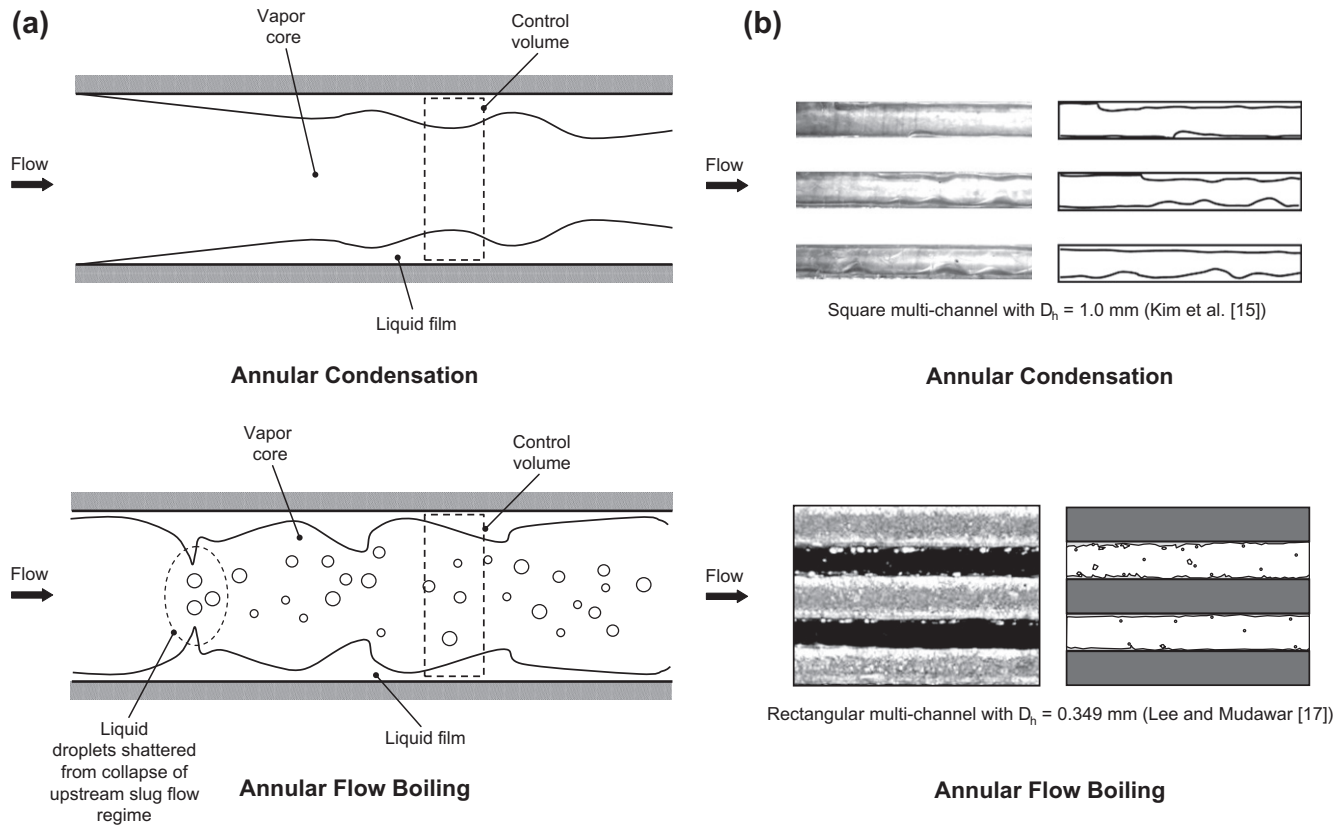 (a)
Vapor
core
Control
volume
Flow
Liquid film
Annular Condensation
Vapor
core
Control
volume
Flow
Liquid
droplets shattered
from collapse of
upstream slug flow
regime
Liquid film
Annular Flow Boiling
(b)
Flow
Square multi-channel with Dh = 1.0 mm (Kim et al. [15])
Annular Condensation
Flow
Rectangular multi-channel with Dh = 0.349 mm (Lee and Mudawar [17])
Annular Flow Boiling